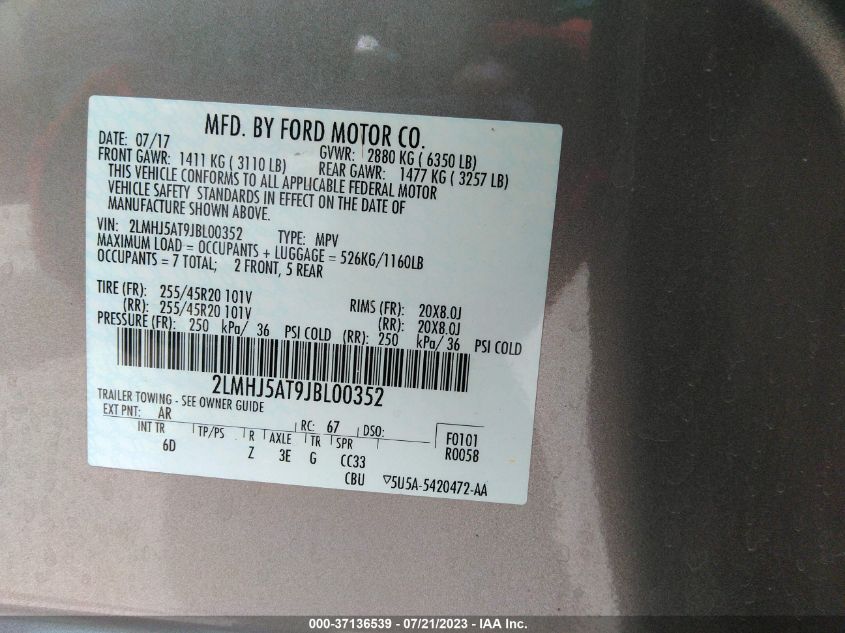 MFD. BY FORD MOTOR CO.
DATE: 07/17 GVWR: 2880 KG ( 6350 LB)
FRONT GAWR: 1411 KG ( 3110 LB) REAR GAWR: 1477 KG ( 3257 LB)
THIS VEHICLE CONFORMS TO ALL APPLICABLE FEDERAL MOTOR
VEHICLE SAFETY STANDARDS IN EFFECT ON THE DATE OF
MANUFACTURE SHOWN ABOVE.
VIN: 2LMHJ5AT9JBL00352 TYPE: MPV
MAXIMUM LOAD = OCCUPANTS + LUGGAGE = 526KG/1160LB
OCCUPANTS = 7 TOTAL; 2 FRONT, 5 REAR
TIRE (FR): 255/45R20 101V RIMS (FR): 20X8.0J
(RR): 255/45R20 101V (RR): 20X8.0J
PRESSURE (FR): 250 kPa/ 36 PSI COLD (RR): 250 kPa/ 36 PSI COLD
2LMHJ5AT9JBL00352
TRAILER TOWING - SEE OWNER GUIDE
EXT PNT: AR RC: 67 DSO: F0101
INT TR TP/PS R AXLE TR SPR R0058
6D Z 3E G CC33
CBU ▽5U5A-5420472-AA
000-37136539 - 07/21/2023 - IAA Inc.